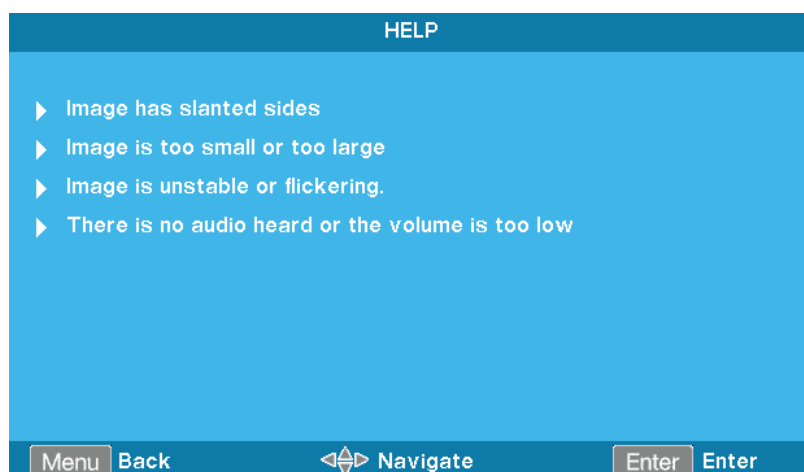 HELP
Image has slanted sides
Image is too small or too large
Image is unstable or flickering.
There is no audio heard or the volume is too low
Menu Back Navigate Enter Enter